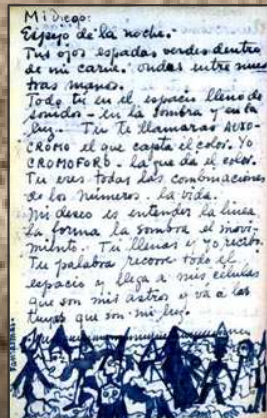 Mi Diego:
Espejo de la noche.
Tus ojos espadas verdes dentro
de mi carne. ondas entre nues
tras manos.
Todo tú en el espacio lleno de
sonidos - en la sombra y en la
luz. Tú te llamarás AUXO-
CROMO el que capta el color. Yo
CROMOFORO - la que da el color.
Tú eres todas las combinaciones
de los números. la vida.
mi deseo es entender la línea
la forma la sombra el movi-
miento. Tú llenas y yo recibo.
Tu palabra recorre todo el
espacio y llega a mis células
que son mis astros y vá a las
tuyas que son mi luz.